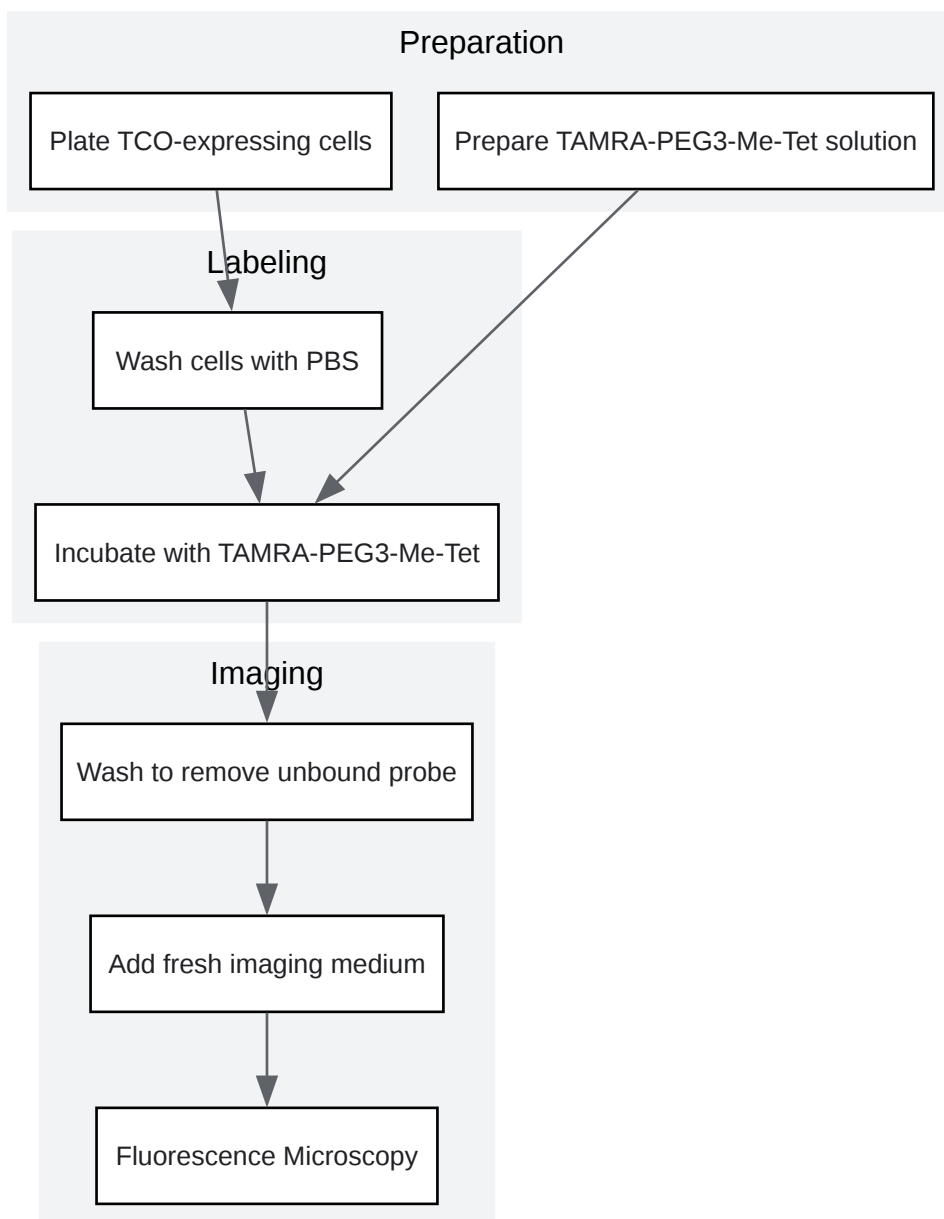 Preparation
Plate TCO-expressing cells
Prepare TAMRA-PEG3-Me-Tet solution
Labeling
Wash cells with PBS
Incubate with TAMRA-PEG3-Me-Tet
Imaging
Wash to remove unbound probe
Add fresh imaging medium
Fluorescence Microscopy